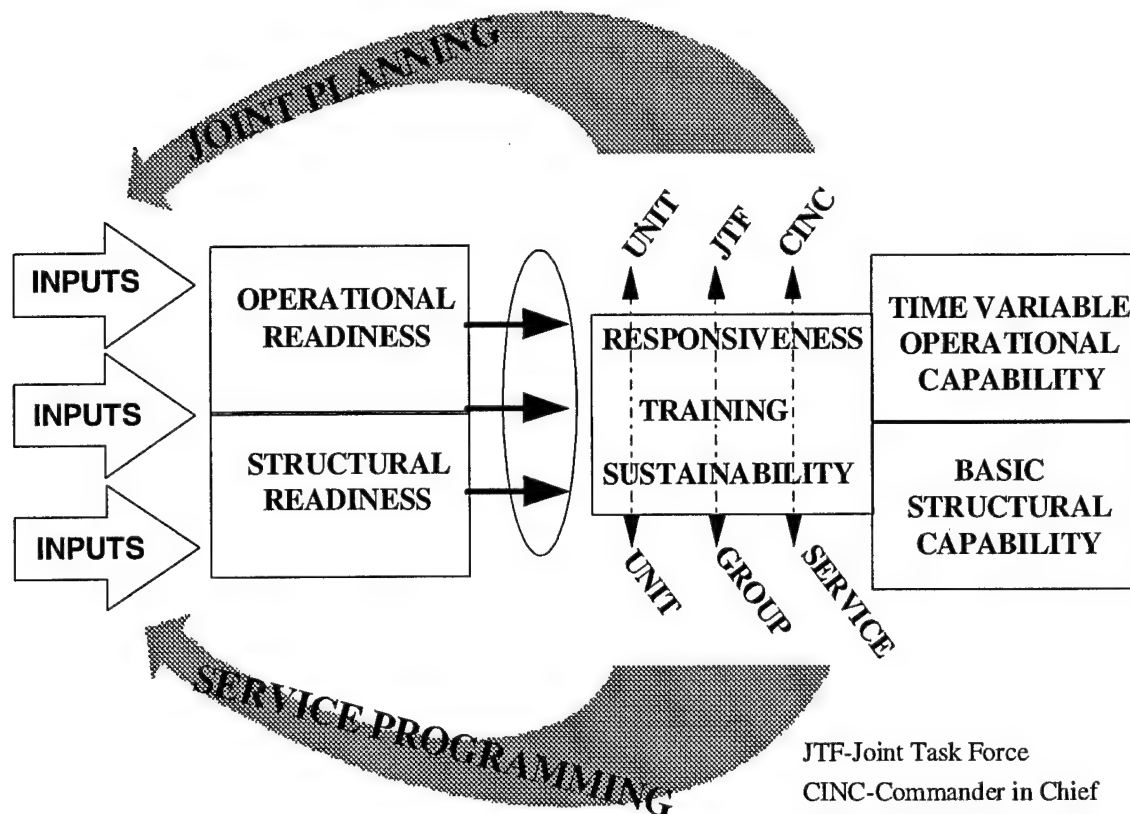 JOINT PLANNING
UNIT
JTF
CINC
INPUTS
INPUTS
INPUTS
OPERATIONAL
READINESS
STRUCTURAL
READINESS
RESPONSIVENESS
TRAINING
SUSTAINABILITY
TIME VARIABLE
OPERATIONAL
CAPABILITY
BASIC
STRUCTURAL
CAPABILITY
UNIT
GROUP
SERVICE
SERVICE PROGRAMMING
JTF-Joint Task Force
CINC-Commander in Chief